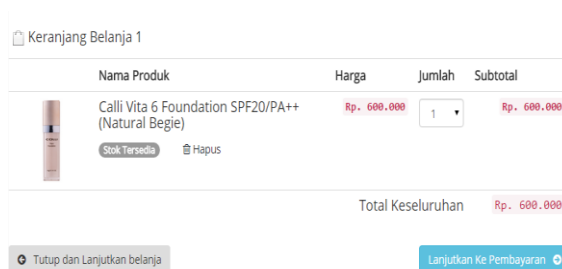 Keranjang Belanja 1
Nama Produk Harga Jumlah Subtotal
Calli Vita 6 Foundation SPF20/PA++ Rp. 600.000 1 Rp. 600.000
(Natural Begie)
Stok Tersedia Hapus
Total Keseluruhan Rp. 600.000
Tutup dan Lanjutkan belanja Lanjutkan Ke Pembayaran